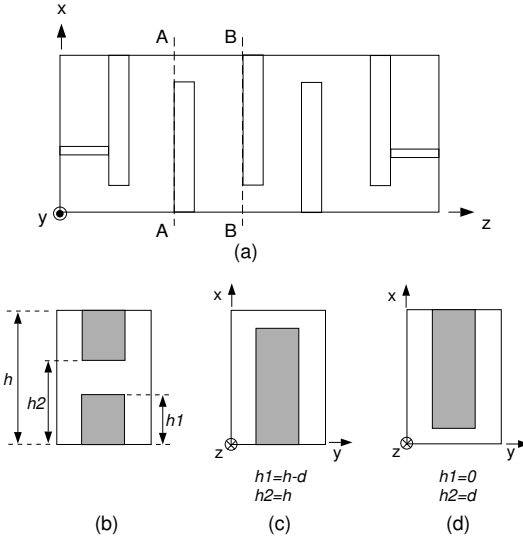 x
A
B
y
A
B
z
(a)
h
h2
h1
x
z
y
x
z
y
h1=h-d
h2=h
h1=0
h2=d
(b)
(c)
(d)